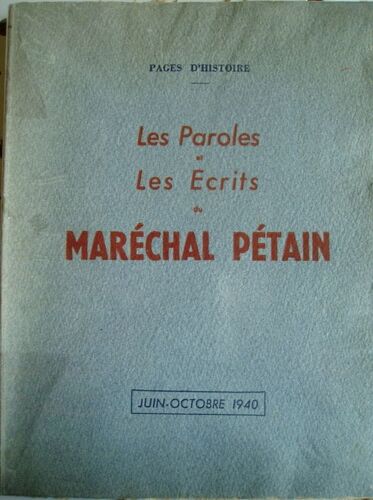 PAGES D'HISTOIRE
Les Paroles
et
Les Ecrits
du
MARÉCHAL PÉTAIN
JUIN-OCTOBRE 1940